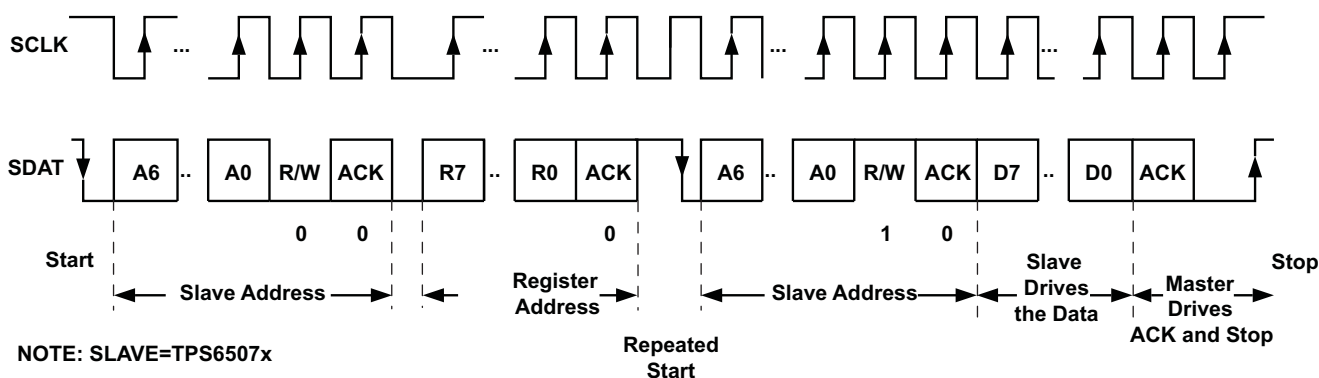 SCLK ... ... ... ...
SDAT A6 .. A0 R/W ACK R7 .. R0 ACK A6 .. A0 R/W ACK D7 .. D0 ACK
0 0 0 1 0
Start
Slave Address
Register
Address
Repeated
Start
Slave Address
Slave
Drives
the Data
Master
Drives
ACK and Stop
Stop
NOTE: SLAVE=TPS6507x